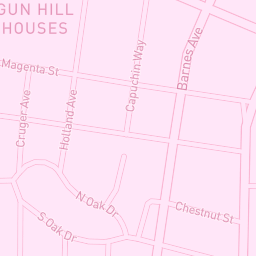 GUN HILL
HOUSES
Magenta St
Capuchin Way
Barnes Ave
Cruger Ave
Holland Ave
N Oak Dr
Chestnut St
S Oak Dr